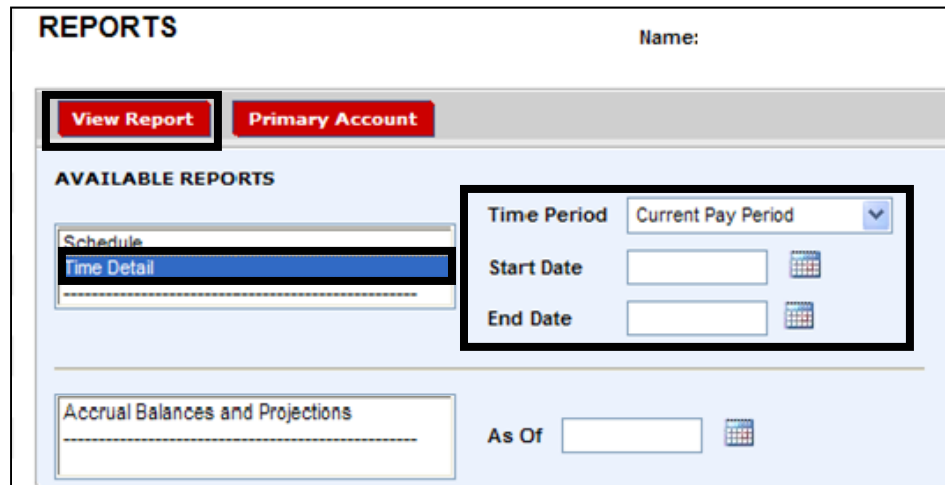 REPORTS
Name:
View Report
Primary Account
AVAILABLE REPORTS
Time Period
Current Pay Period
Schedule
Time Detail
Start Date
--------------------------------------------------
End Date
Accrual Balances and Projections
--------------------------------------------------
As Of